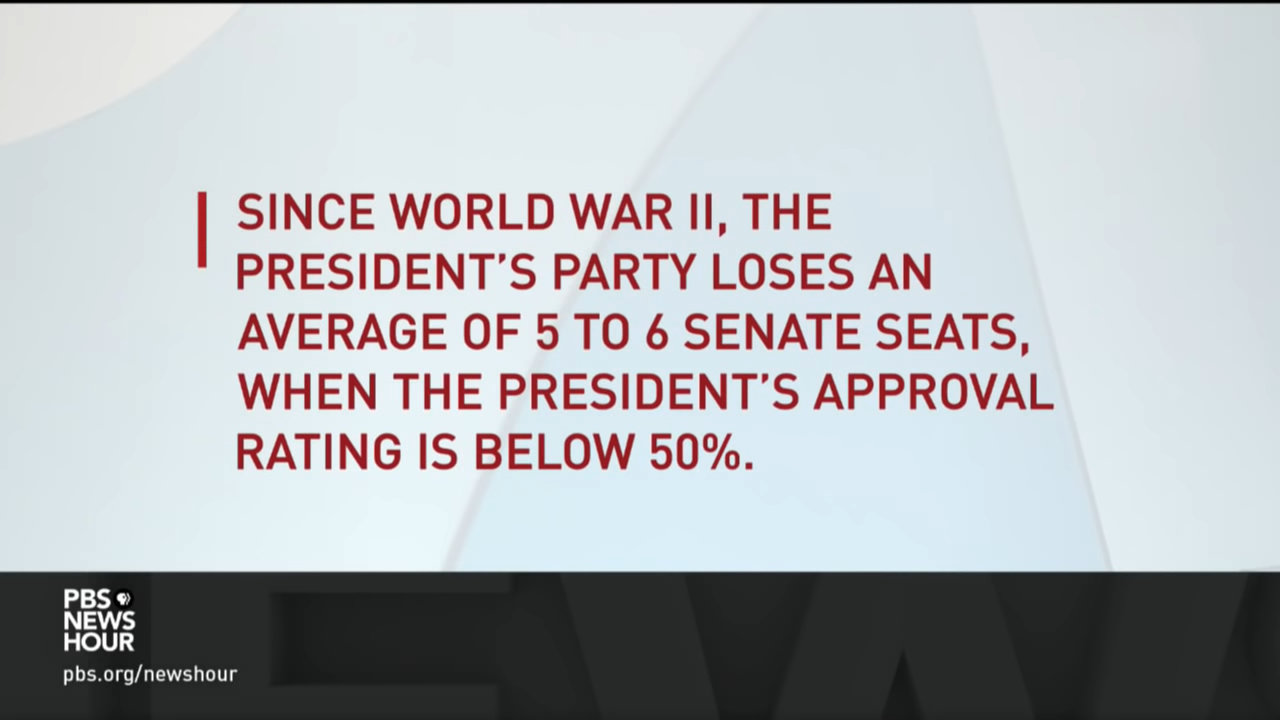 SINCE WORLD WAR II, THE
PRESIDENT’S PARTY LOSES AN
AVERAGE OF 5 TO 6 SENATE SEATS,
WHEN THE PRESIDENT’S APPROVAL
RATING IS BELOW 50%.
PBS
NEWS
HOUR
pbs.org/newshour